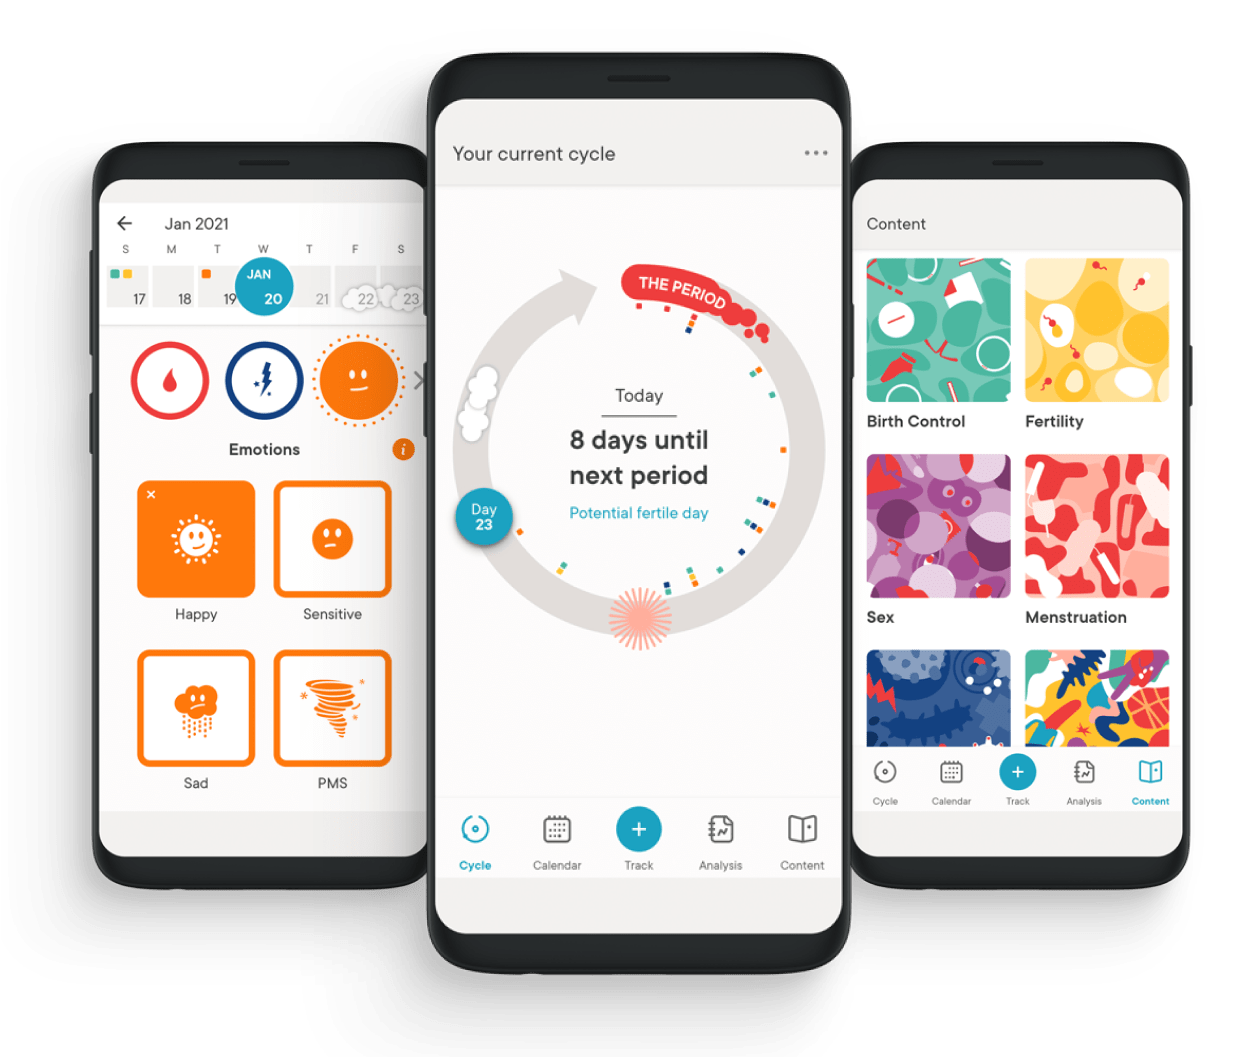 Jan 2021
S M T W T F S
JAN
17 18 19 20 21 22 23
Emotions
i
Happy
Sensitive
Sad
PMS
Your current cycle
THE PERIOD
Today
8 days until
next period
Potential fertile day
Day
23
Cycle
Calendar
Track
Analysis
Content
Content
Birth Control
Fertility
Sex
Menstruation
Cycle
Calendar
Track
Analysis
Content